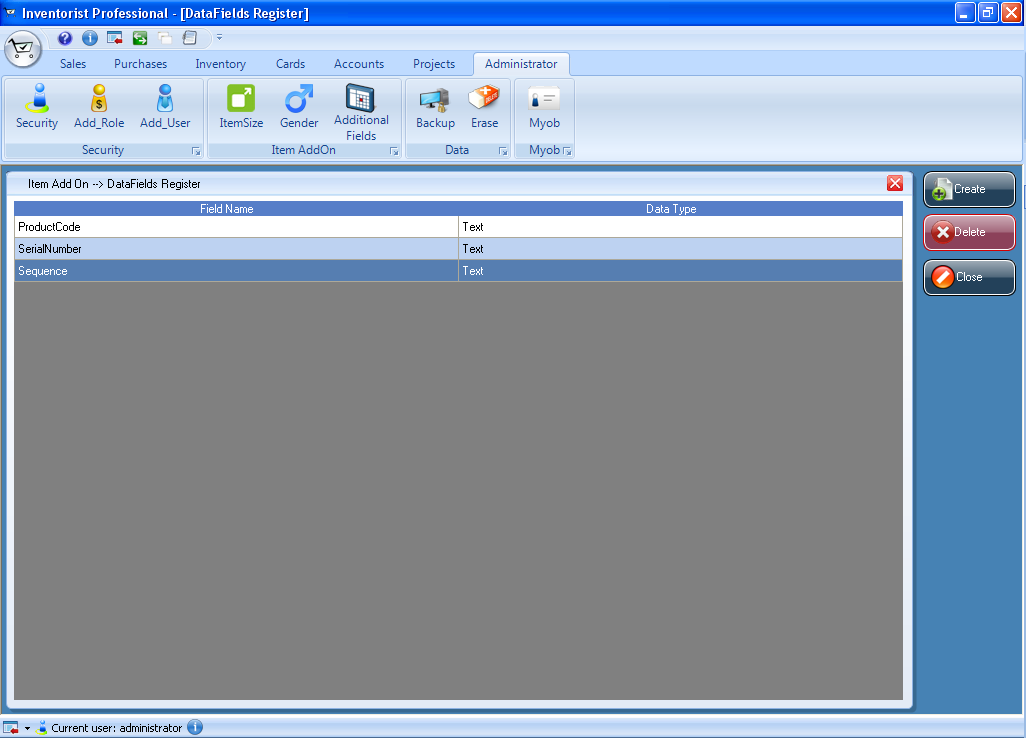 Inventorist Professional - [DataFields Register]
Sales Purchases Inventory Cards Accounts Projects Administrator
Security Add_Role Add_User ItemSize Gender Additional Fields Backup Erase Myob
Security Item AddOn Data Myob
Item Add On --> DataFields Register
Field Name Data Type
ProductCode Text
SerialNumber Text
Sequence Text
Create
Delete
Close
Current user: administrator